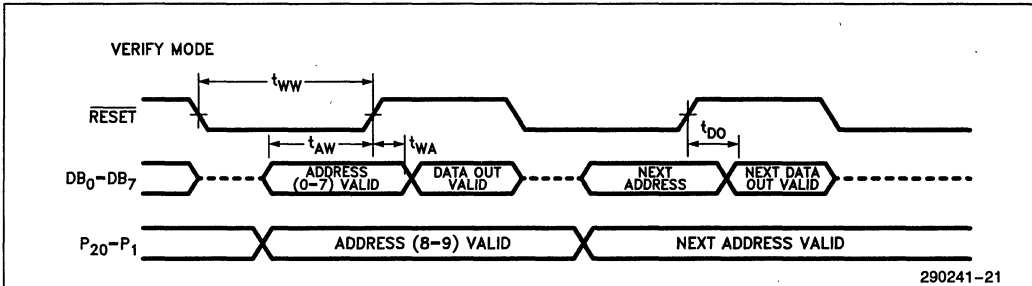 VERIFY MODE
tWW
RESET
tAW
tWA
tDO
DB0–DB7
ADDRESS (0–7) VALID
DATA OUT VALID
NEXT ADDRESS
NEXT DATA OUT VALID
P20–P1
ADDRESS (8–9) VALID
NEXT ADDRESS VALID
290241–21